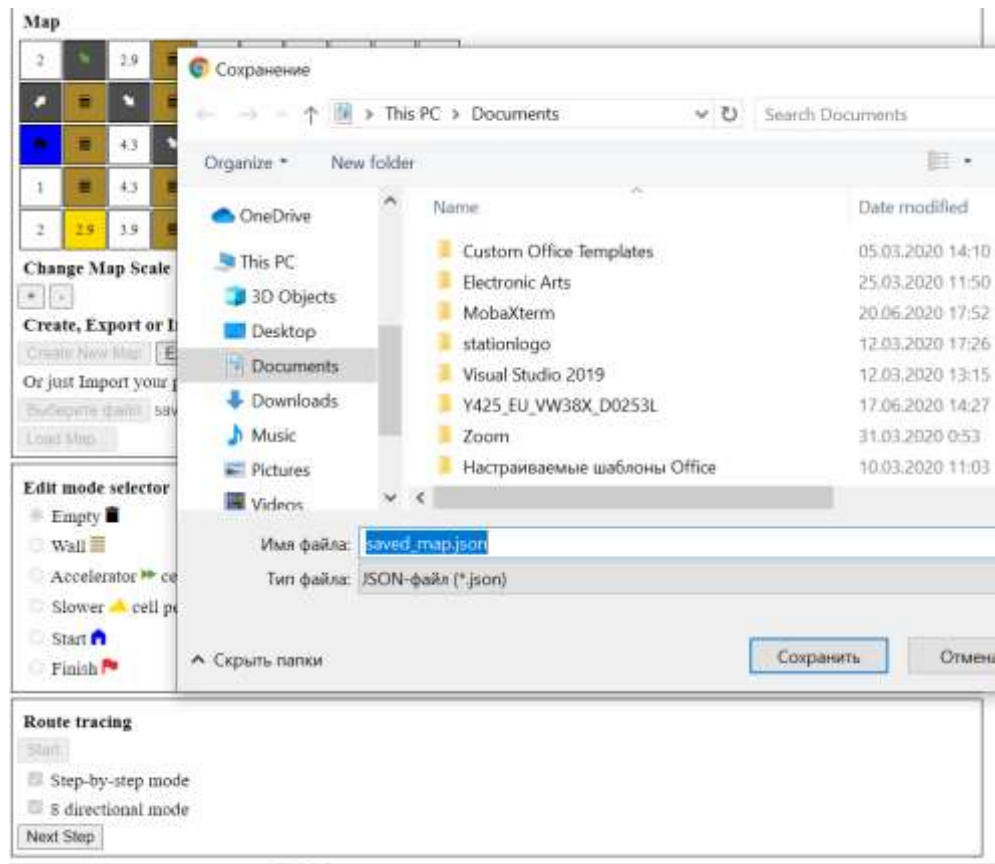 Map
2 2.9
4.3
1 4.3
2 2.9 3.9
Change Map Scale
+ -
Create, Export or I
Create New Map E
Or just Import your p
Выберите файл sav
Load Map...
Edit mode selector
Empty
Wall
Accelerator ce
Slower cell pe
Start
Finish
Route tracing
Start
Step-by-step mode
8 directional mode
Next Step
Сохранение
This PC > Documents
Search Documents
Organize New folder
OneDrive
This PC
3D Objects
Desktop
Documents
Downloads
Music
Pictures
Videos
Name Date modified
Custom Office Templates 05.03.2020 14:10
Electronic Arts 25.03.2020 11:50
MobaXterm 20.06.2020 17:52
stationlogo 12.03.2020 17:26
Visual Studio 2019 12.03.2020 13:15
Y425_EU_VW38X_D0253L 17.06.2020 14:27
Zoom 31.03.2020 0:53
Настраиваемые шаблоны Office 10.03.2020 11:03
Имя файла: saved_map.json
Тип файла: JSON-файл (*.json)
Скрыть папки
Сохранить Отмена